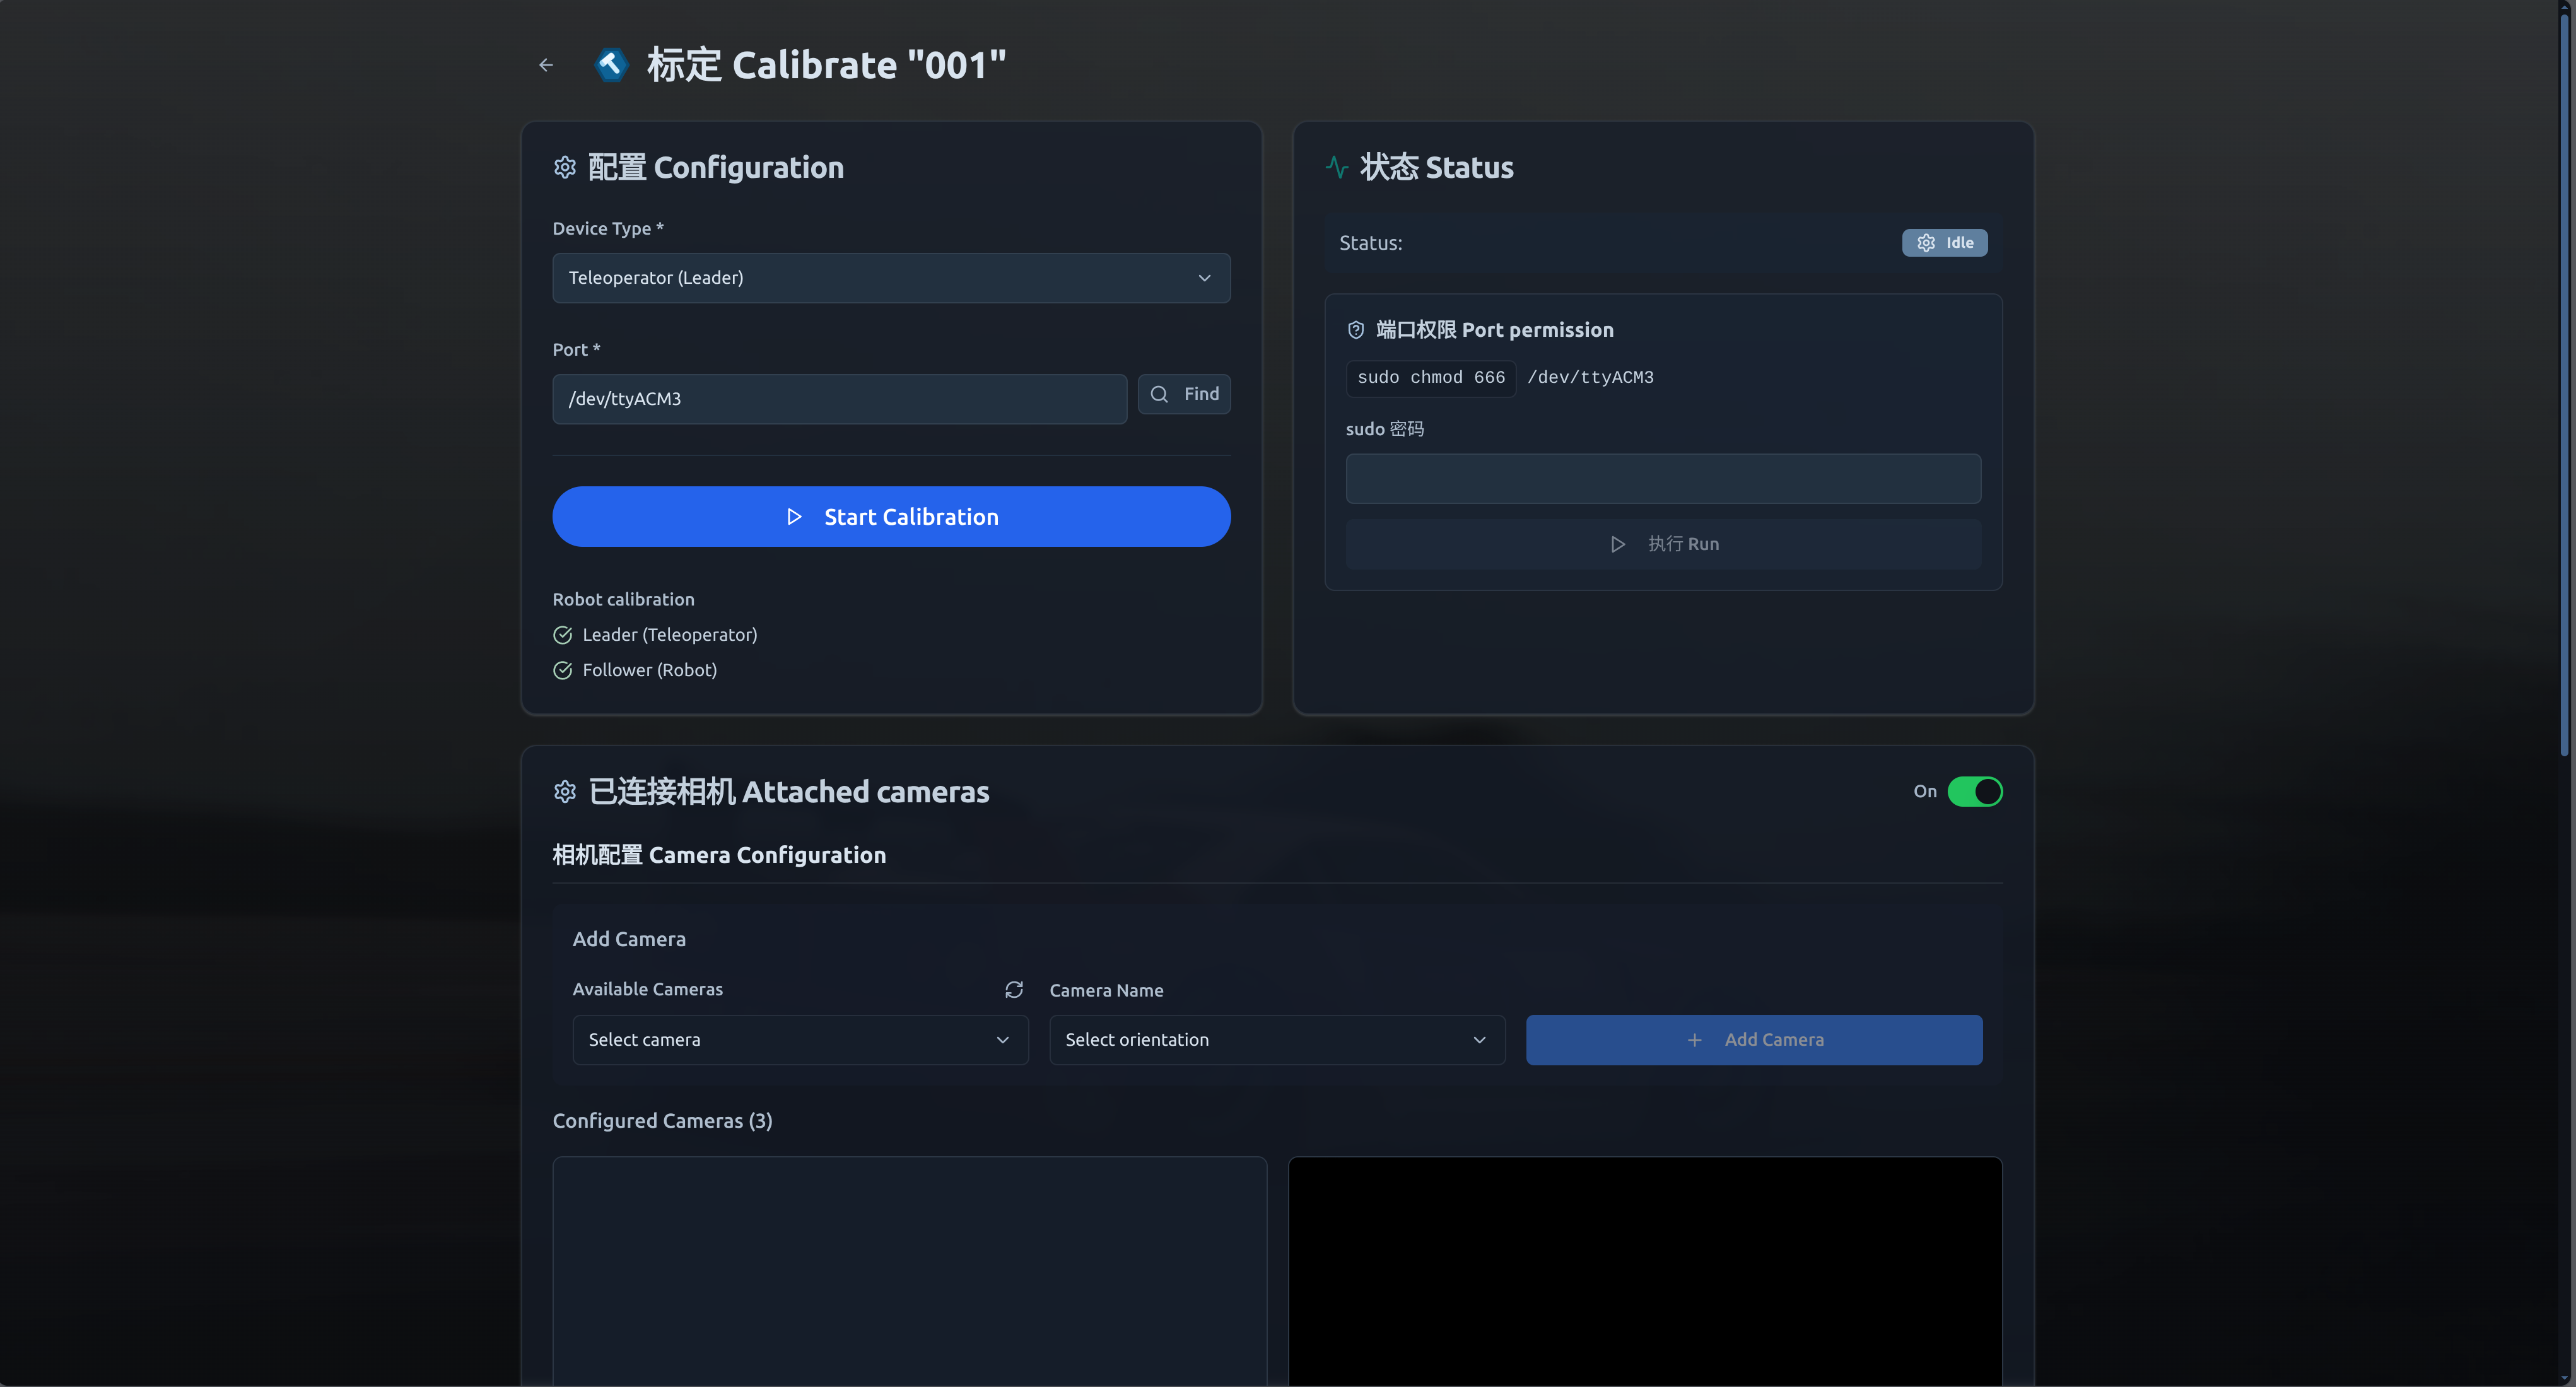 标定 Calibrate "001"
配置 Configuration
Device Type *
Teleoperator (Leader)
Port *
/dev/ttyACM3
Find
Start Calibration
Robot calibration
Leader (Teleoperator)
Follower (Robot)
状态 Status
Status:
Idle
端口权限 Port permission
sudo chmod 666 /dev/ttyACM3
sudo 密码
执行 Run
已连接相机 Attached cameras
On
相机配置 Camera Configuration
Add Camera
Available Cameras
Camera Name
Select camera
Select orientation
Add Camera
Configured Cameras (3)